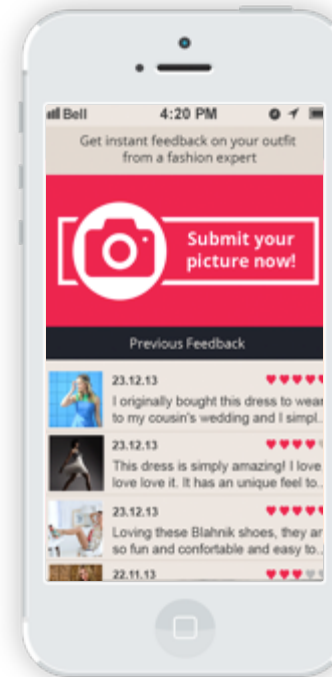 Bell 4:20 PM
Get instant feedback on your outfit
from a fashion expert
Submit your
picture now!
Previous Feedback
23.12.13
I originally bought this dress to wear
to my cousin's wedding and I simpl..
23.12.13
This dress is simply amazing! I love
love love it. It has an unique feel to..
23.12.13
Loving these Blahnik shoes, they ar
so fun and confortable and easy to..
22.11.13